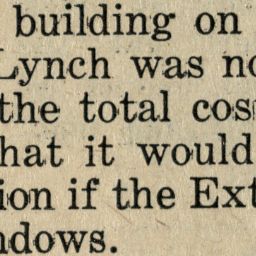 building on
Lynch was no
the total cos
hat it would
ion if the Ext
ndows.